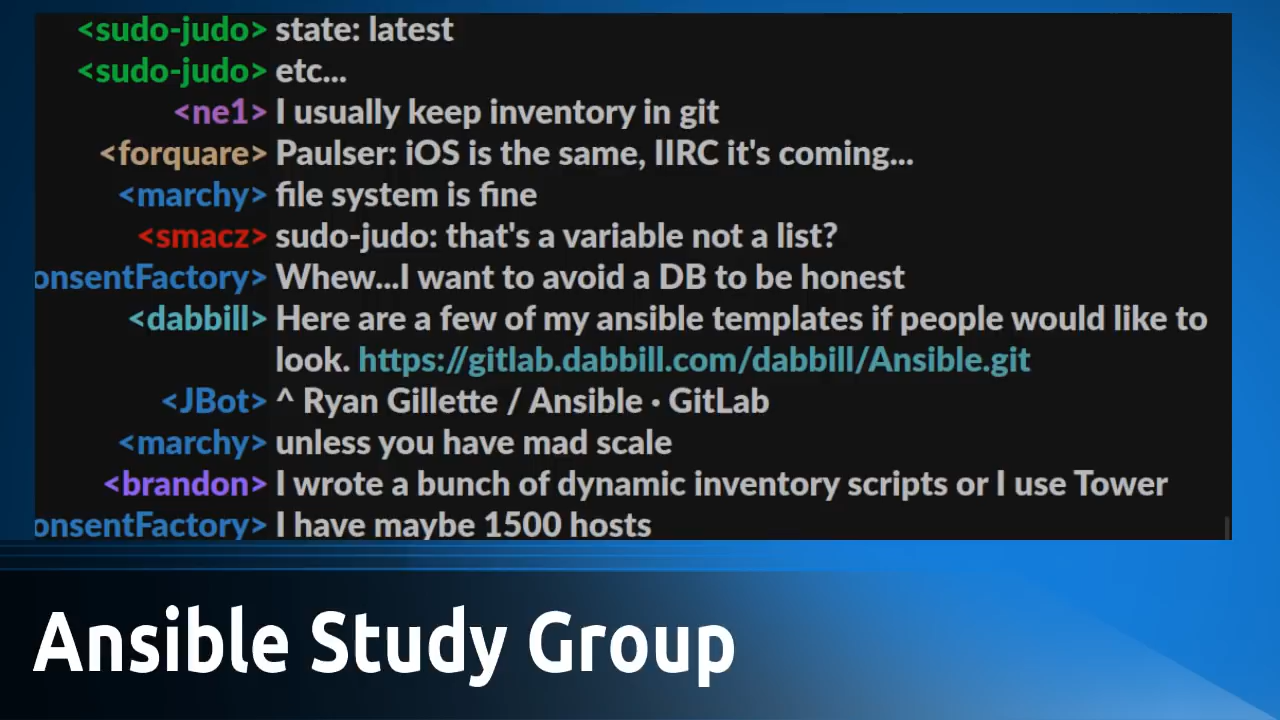 <sudo-judo> state: latest
<sudo-judo> etc...
<ne1> I usually keep inventory in git
<forquare> Paulser: iOS is the same, IIRC it's coming...
<marchy> file system is fine
<smacz> sudo-judo: that's a variable not a list?
onsentFactory> Whew...I want to avoid a DB to be honest
<dabbill> Here are a few of my ansible templates if people would like to
look. https://gitlab.dabbill.com/dabbill/Ansible.git
<JBot> ^ Ryan Gillette / Ansible · GitLab
<marchy> unless you have mad scale
<brandon> I wrote a bunch of dynamic inventory scripts or I use Tower
onsentFactory> I have maybe 1500 hosts
Ansible Study Group